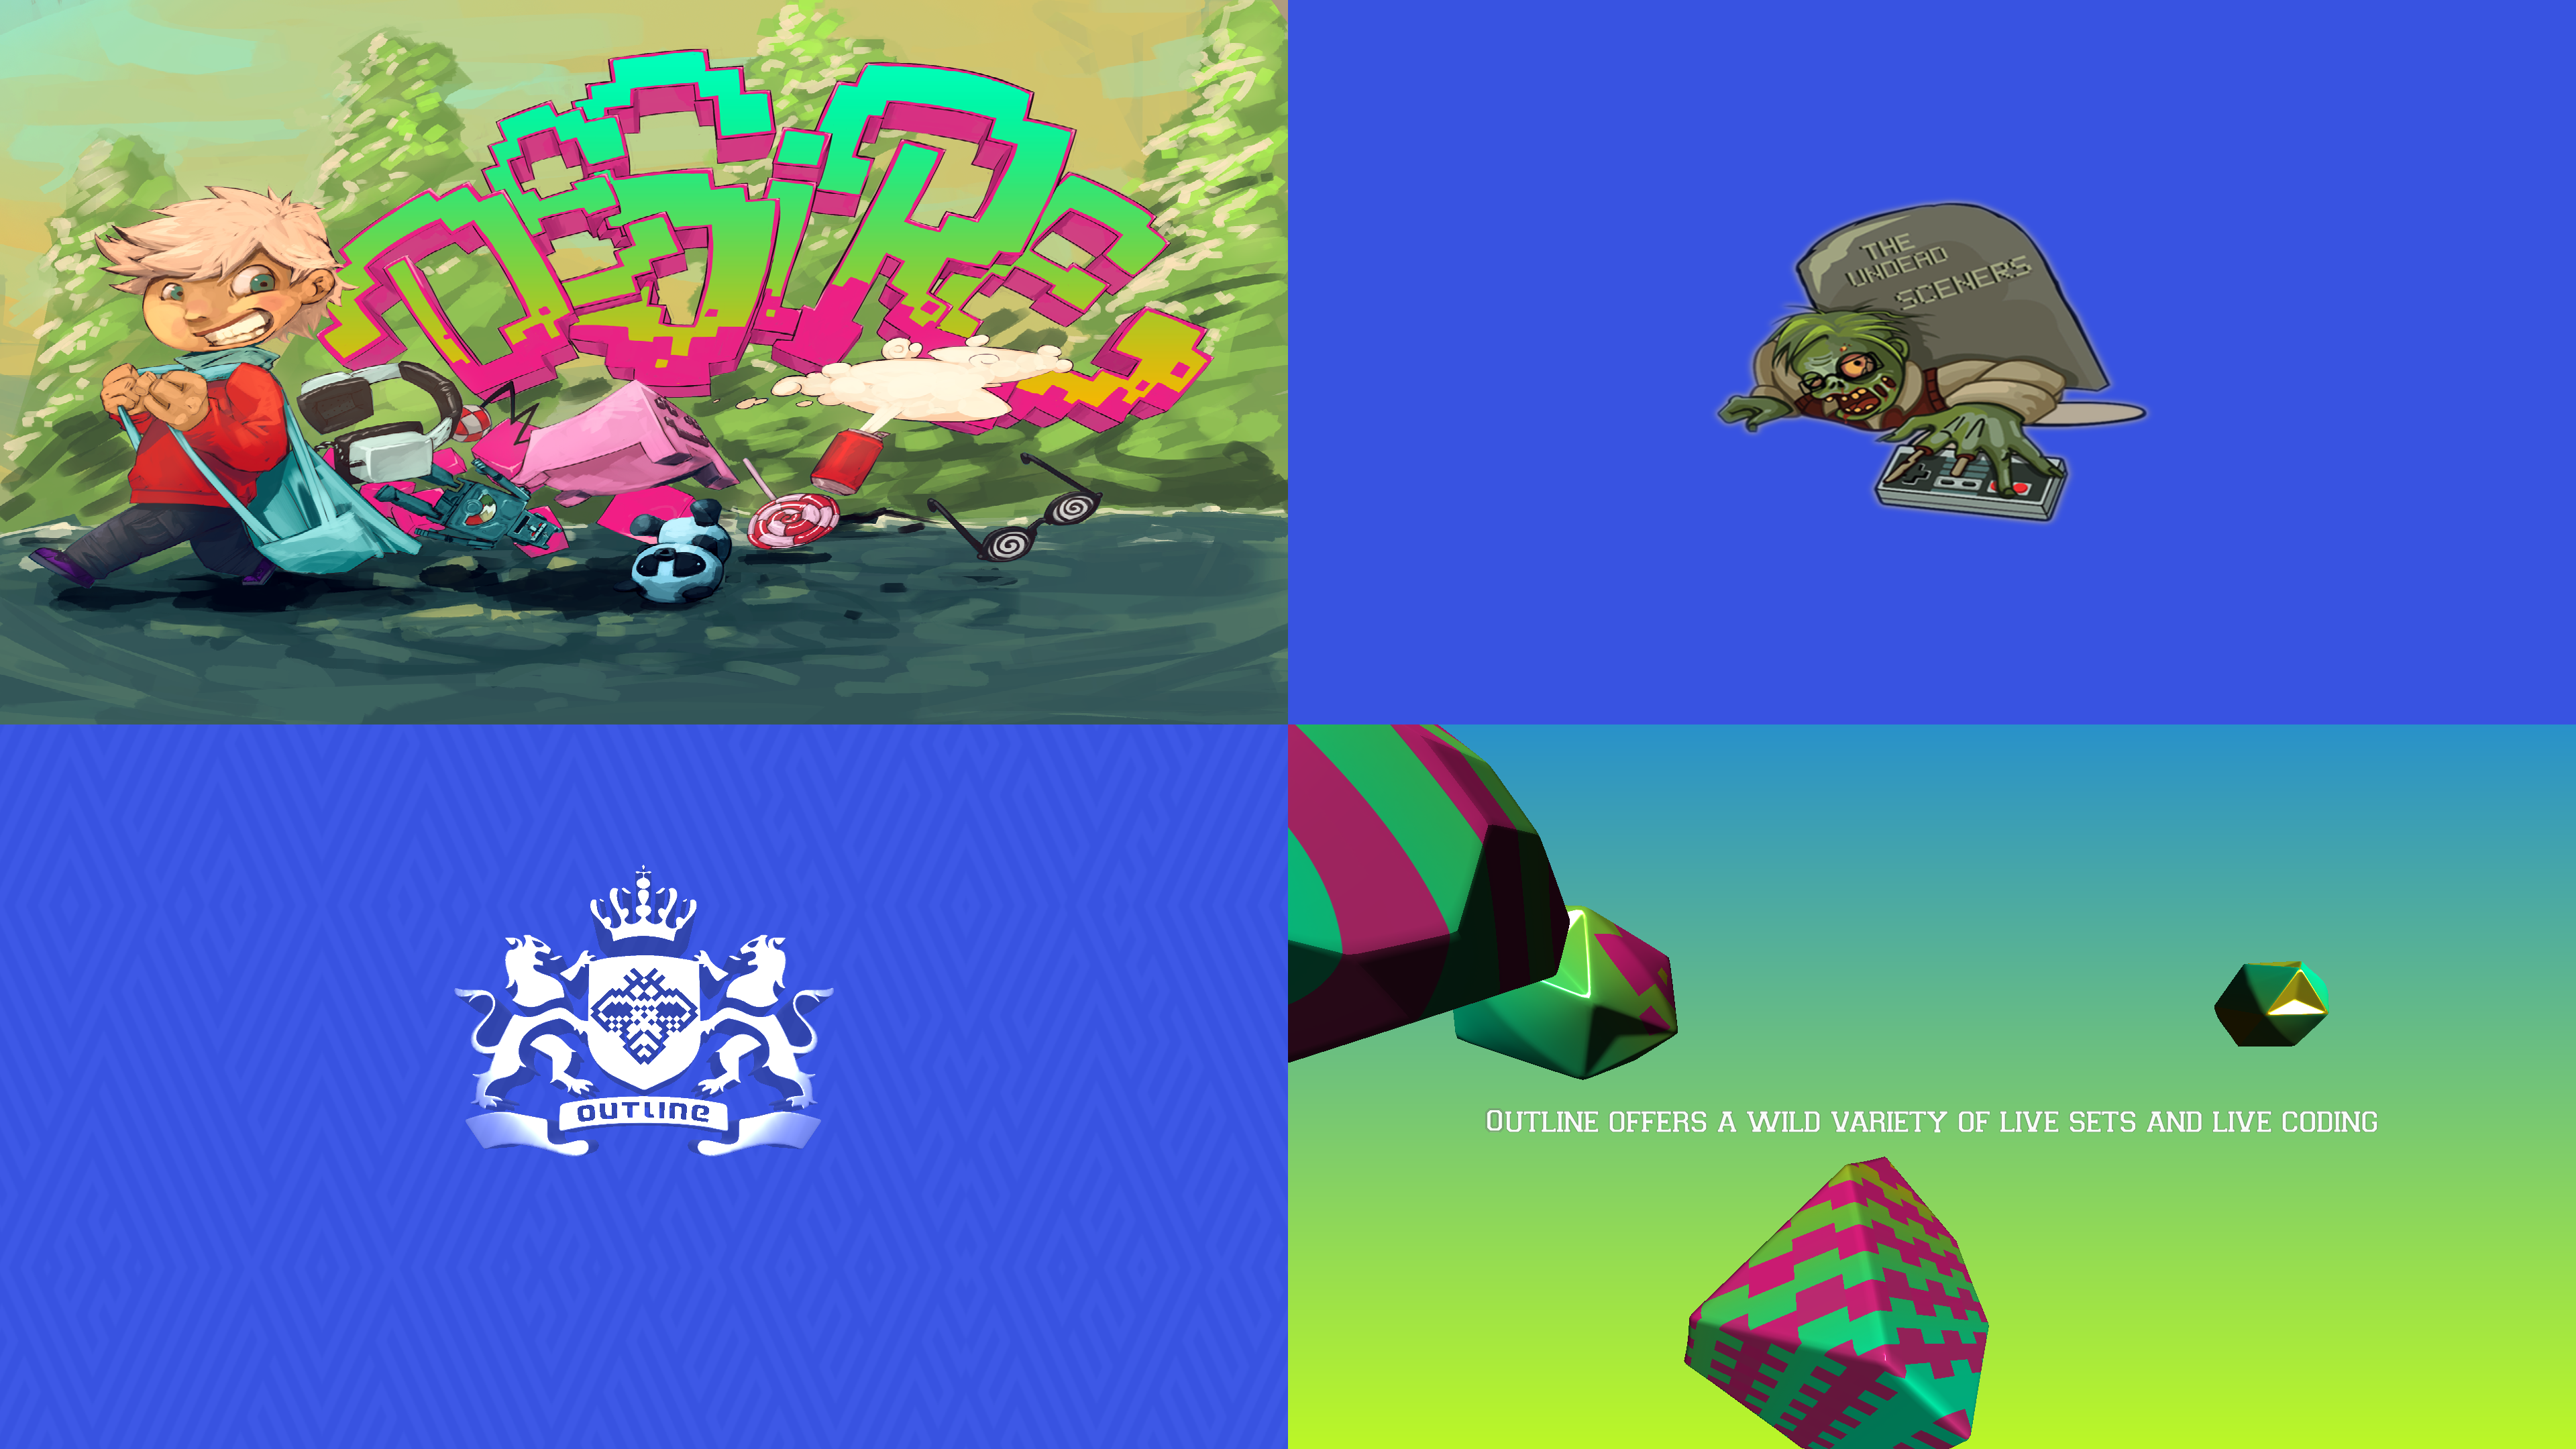 DESiRe
THE
UNDEAD
SCENERS
OUTLINE
OUTLINE OFFERS A WILD VARIETY OF LIVE SETS AND LIVE CODING